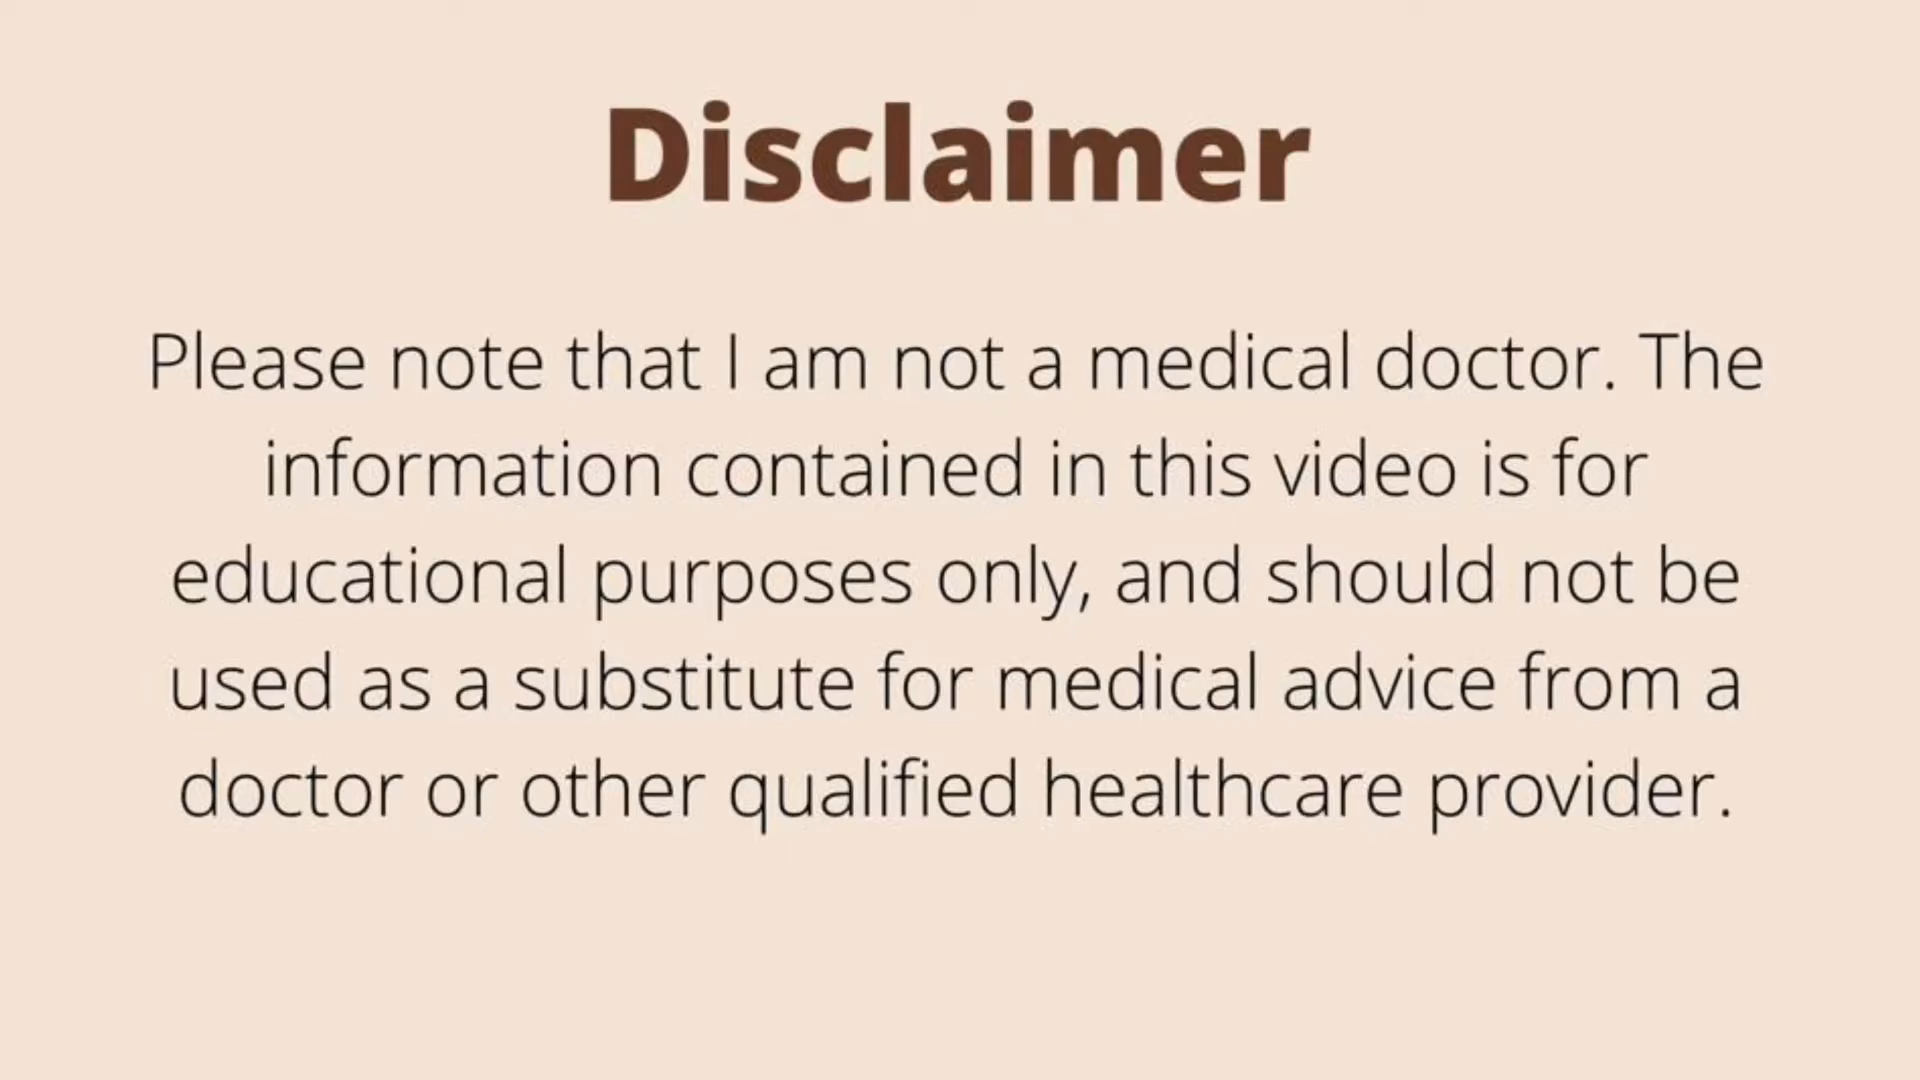 Disclaimer
Please note that I am not a medical doctor. The
information contained in this video is for
educational purposes only, and should not be
used as a substitute for medical advice from a
doctor or other qualified healthcare provider.